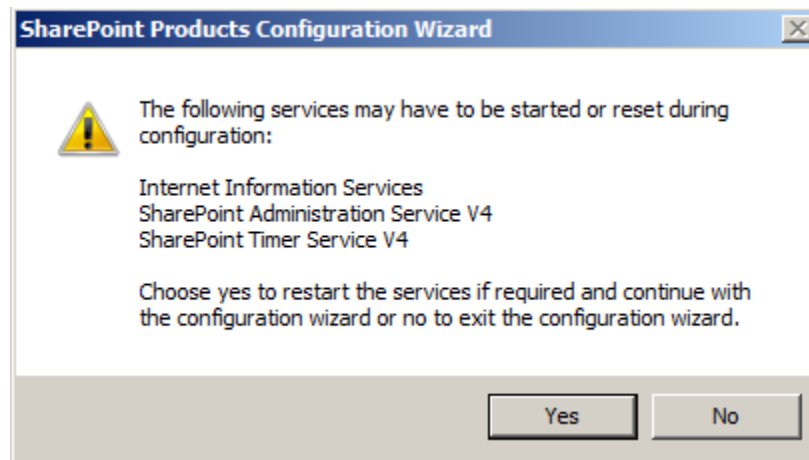 SharePoint Products Configuration Wizard
The following services may have to be started or reset during
configuration:
Internet Information Services
SharePoint Administration Service V4
SharePoint Timer Service V4
Choose yes to restart the services if required and continue with
the configuration wizard or no to exit the configuration wizard.
Yes No